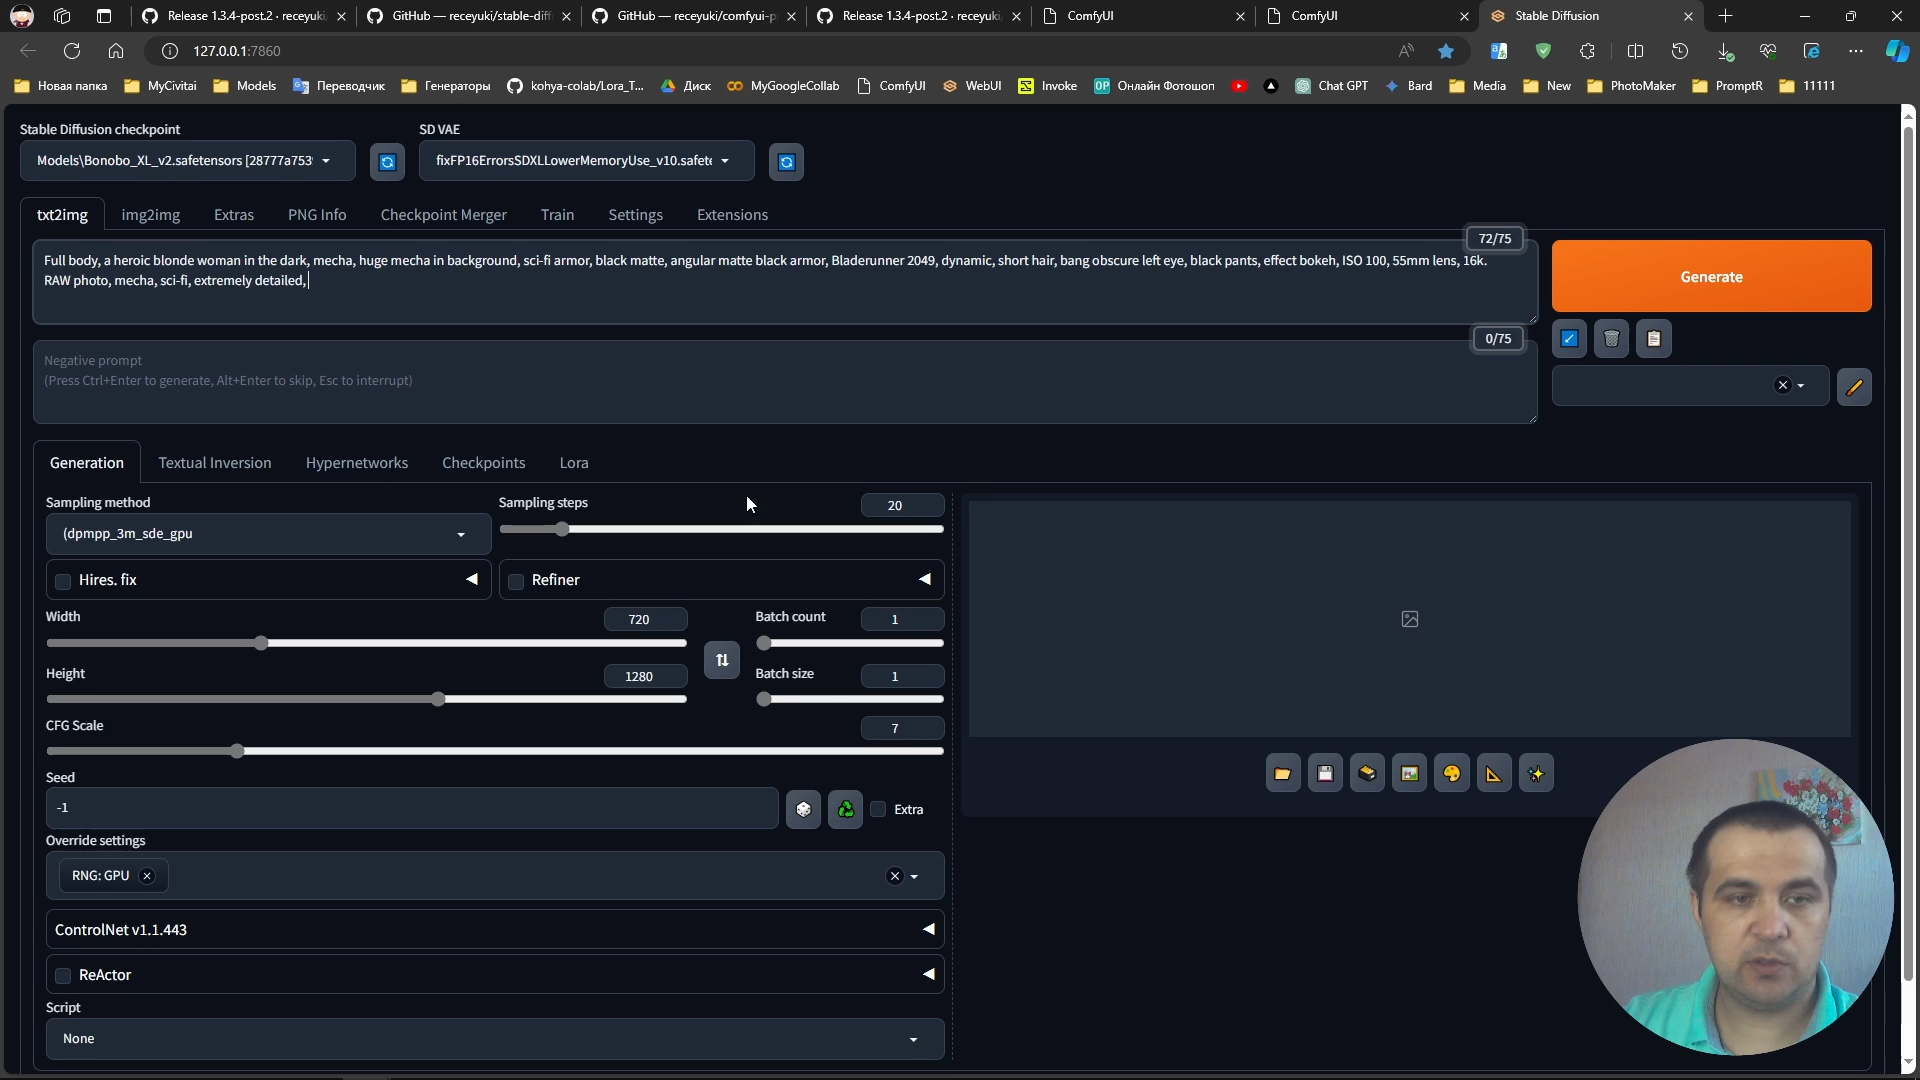 Release 1.3.4-post2 · receyuki/
GitHub — receyuki/stable-diff
GitHub — receyuki/comfyui-p
Release 1.3.4-post2 · receyuki
ComfyUI
ComfyUI
Stable Diffusion
127.0.0.1:7860
Новая папка
MyCivitai
Models
Переводчик
Генераторы
kohya-colab/Lora_T...
Диск
MyGoogleCollab
ComfyUI
WebUI
Invoke
Онлайн Фотошоп
Chat GPT
Bard
Media
New
PhotoMaker
PromptR
11111
Stable Diffusion checkpoint
SD VAE
Models\Bonobo_XL_v2.safetensors [28777a753
fixFP16ErrorsSDXLLowerMemoryUse_v10.safete
txt2img
img2img
Extras
PNG Info
Checkpoint Merger
Train
Settings
Extensions
72/75
Full body, a heroic blonde woman in the dark, mecha, huge mecha in background, sci-fi armor, black matte, angular matte black armor, Bladerunner 2049, dynamic, short hair, bang obscure left eye, black pants, effect bokeh, ISO 100, 55mm lens, 16k.
RAW photo, mecha, sci-fi, extremely detailed,
Generate
0/75
Negative prompt
(Press Ctrl+Enter to generate, Alt+Enter to skip, Esc to interrupt)
Generation
Textual Inversion
Hypernetworks
Checkpoints
Lora
Sampling method
(dpmpp_3m_sde_gpu
Sampling steps
20
Hires. fix
Refiner
Width
720
Batch count
1
Height
1280
Batch size
1
CFG Scale
7
Seed
-1
Extra
Override settings
RNG: GPU
ControlNet v1.1.443
ReActor
Script
None